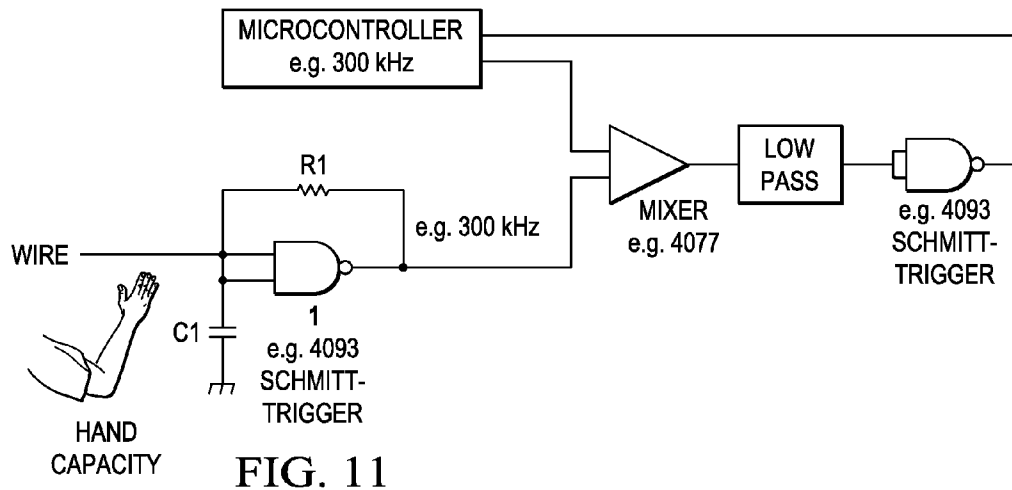 MICROCONTROLLER
e.g. 300 kHz
R1
e.g. 300 kHz
WIRE
C1
1
e.g. 4093
SCHMITT-
TRIGGER
HAND
CAPACITY
MIXER
e.g. 4077
LOW
PASS
e.g. 4093
SCHMITT-
TRIGGER
FIG. 11